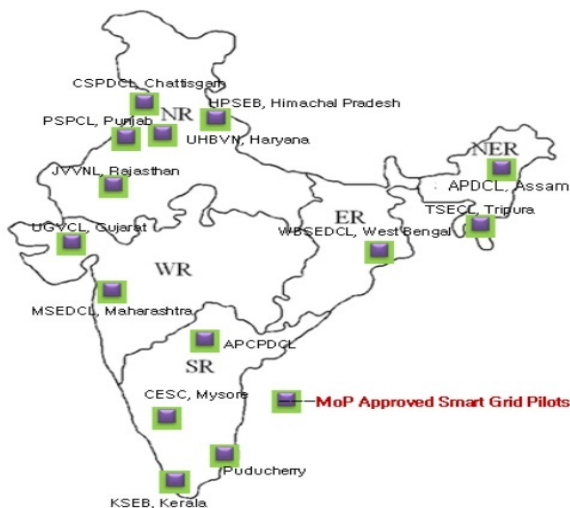 CSPDCL, Chattisgarh
HPSEB, Himachal Pradesh
NR
PSPCL, Punjab
UHBVN, Haryana
NER
JVVNL, Rajasthan
APDCL, Assam
TSECL, Tripura
ER
UGVCL, Gujarat
WBSEDCL, West Bengal
WR
MSEDCL, Maharashtra
APCPDCL
SR
CESC, Mysore
MoP Approved Smart Grid Pilots
Puducherry
KSEB, Kerala